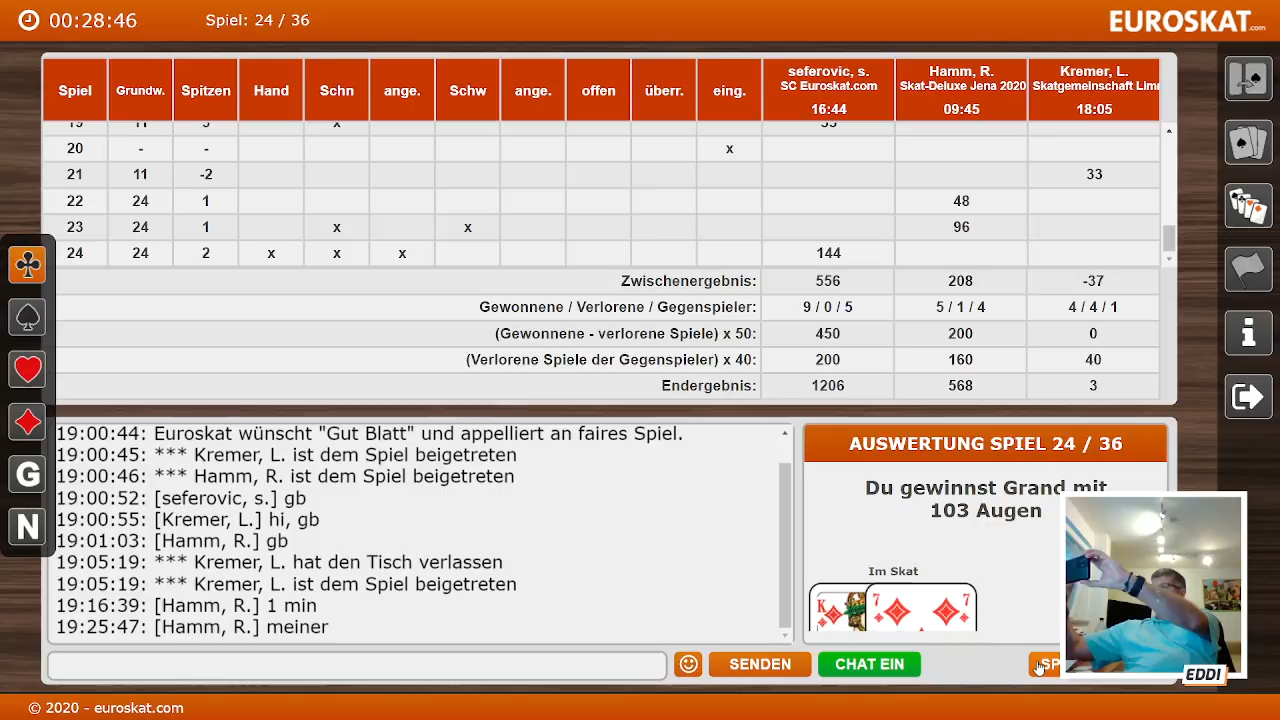 00:28:46
Spiel: 24 / 36
EUROSKAT.com
Spiel Grundw. Spitzen Hand Schn ange. Schw ange. offen überr. eing.
seferovic, s.
SC Euroskat.com
16:44
Hamm, R.
Skat-Deluxe Jena 2020
09:45
Kremer, L.
Skatgemeinschaft
18:05
20 - - x
21 11 -2 33
22 24 1 48
23 24 1 x x 96
24 24 2 x x x 144
Zwischenergebnis: 556 208 -37
Gewonnene / Verlorene / Gegenspieler: 9 / 0 / 5 5 / 1 / 4 4 / 4 / 1
(Gewonnene - verlorene Spiele) x 50: 450 200 0
(Verlorene Spiele der Gegenspieler) x 40: 200 160 40
Endergebnis: 1206 568 3
G
N
19:00:44: Euroskat wünscht "Gut Blatt" und appelliert an faires Spiel.
19:00:45: *** Kremer, L. ist dem Spiel beigetreten
19:00:46: *** Hamm, R. ist dem Spiel beigetreten
19:00:52: [seferovic, s.] gb
19:00:55: [Kremer, L.] hi, gb
19:01:03: [Hamm, R.] gb
19:05:19: *** Kremer, L. hat den Tisch verlassen
19:05:19: *** Kremer, L. ist dem Spiel beigetreten
19:16:39: [Hamm, R.] 1 min
19:25:47: [Hamm, R.] meiner
SENDEN
CHAT EIN
AUSWERTUNG SPIEL 24 / 36
Du gewinnst Grand mit
103 Augen
Im Skat
K 7 7
EDDI
© 2020 - euroskat.com